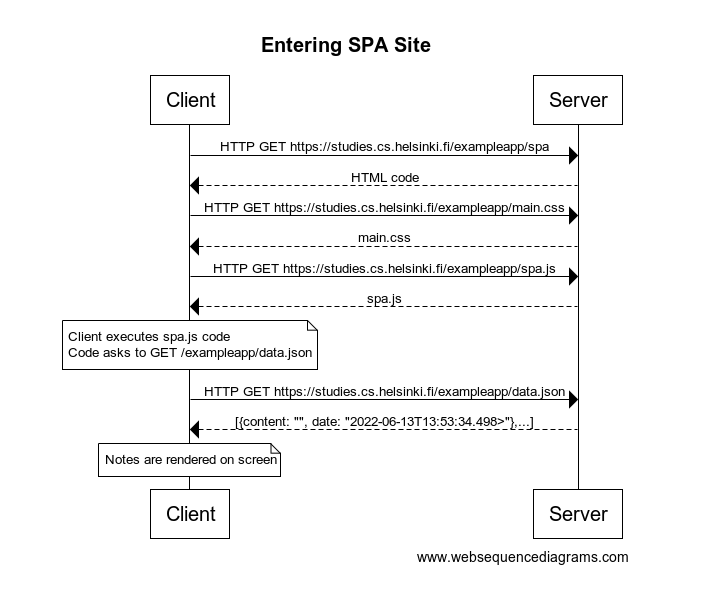 Entering SPA Site
Client
Server
HTTP GET https://studies.cs.helsinki.fi/exampleapp/spa
HTML code
HTTP GET https://studies.cs.helsinki.fi/exampleapp/main.css
main.css
HTTP GET https://studies.cs.helsinki.fi/exampleapp/spa.js
spa.js
Client executes spa.js code
Code asks to GET /exampleapp/data.json
HTTP GET https://studies.cs.helsinki.fi/exampleapp/data.json
[{content: "", date: "2022-06-13T13:53:34.498>"},...]
Notes are rendered on screen
Client
Server
www.websequencediagrams.com